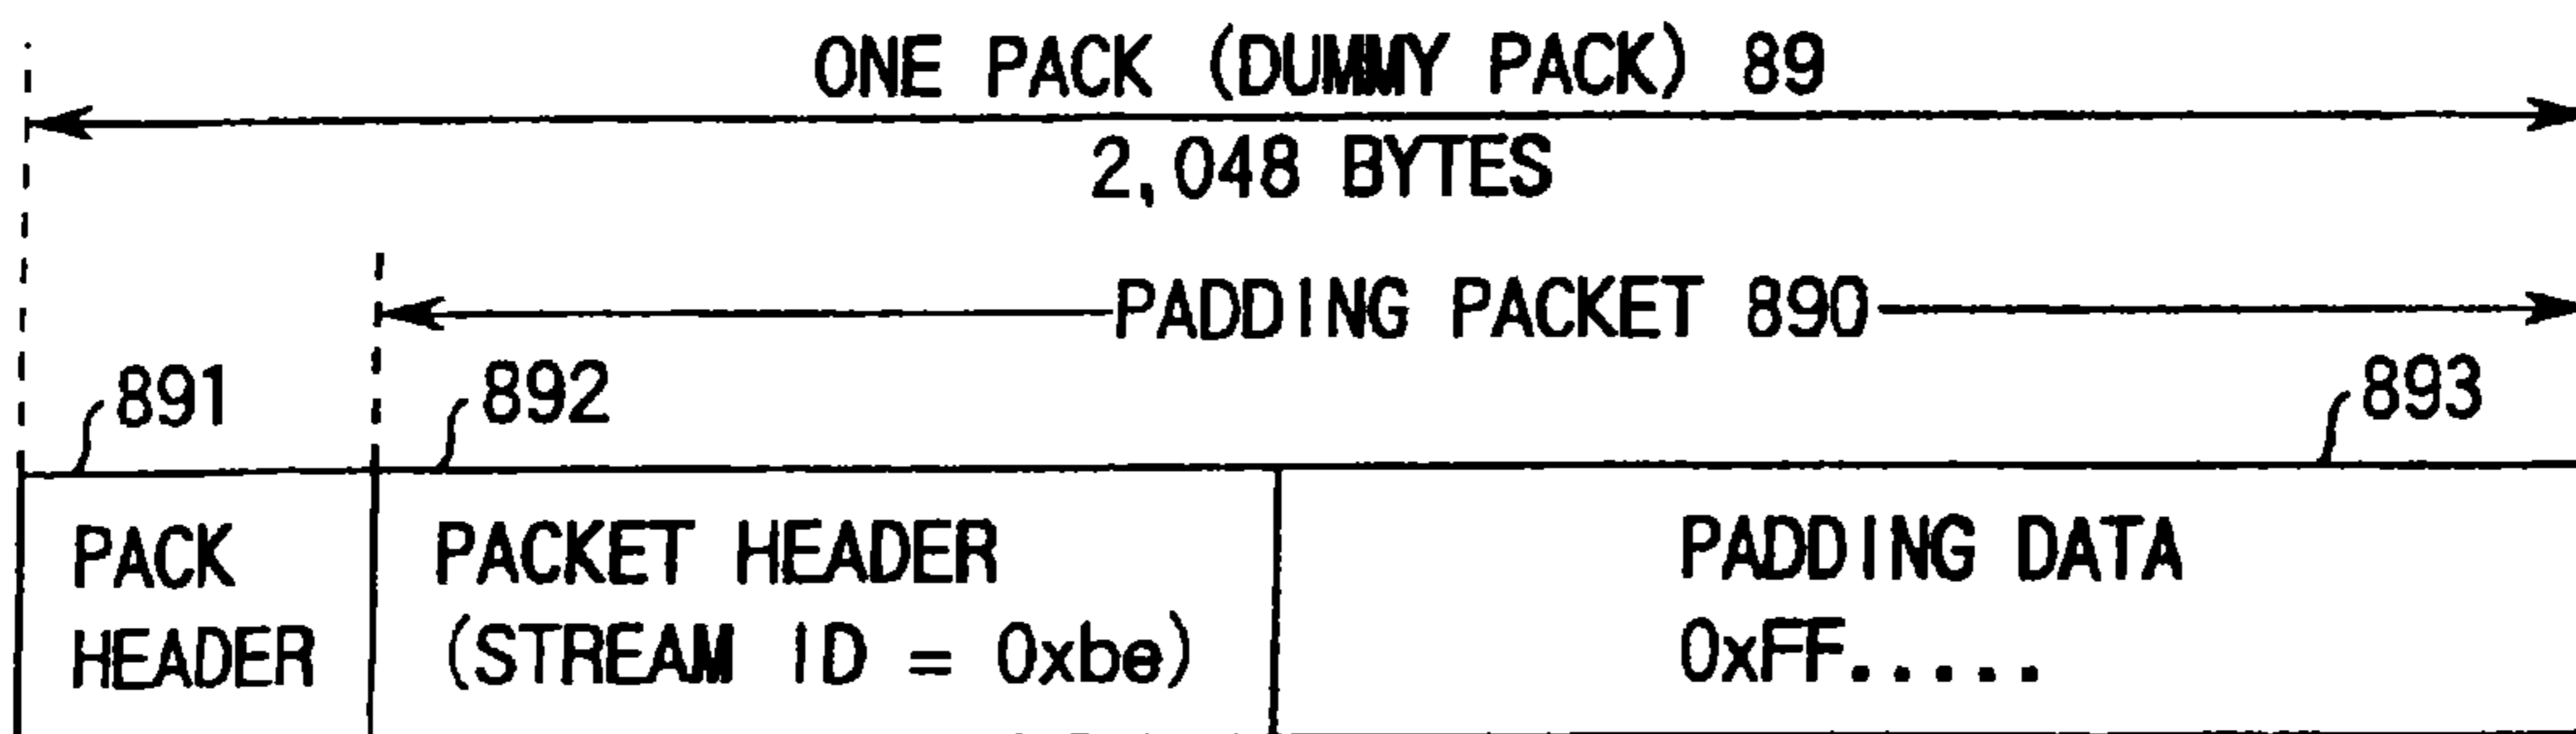 ONE PACK (DUMMY PACK) 89
2,048 BYTES
PADDING PACKET 890
891
892
893
PACK
HEADER
PACKET HEADER
(STREAM ID = 0xbe)
PADDING DATA
0xFF.....